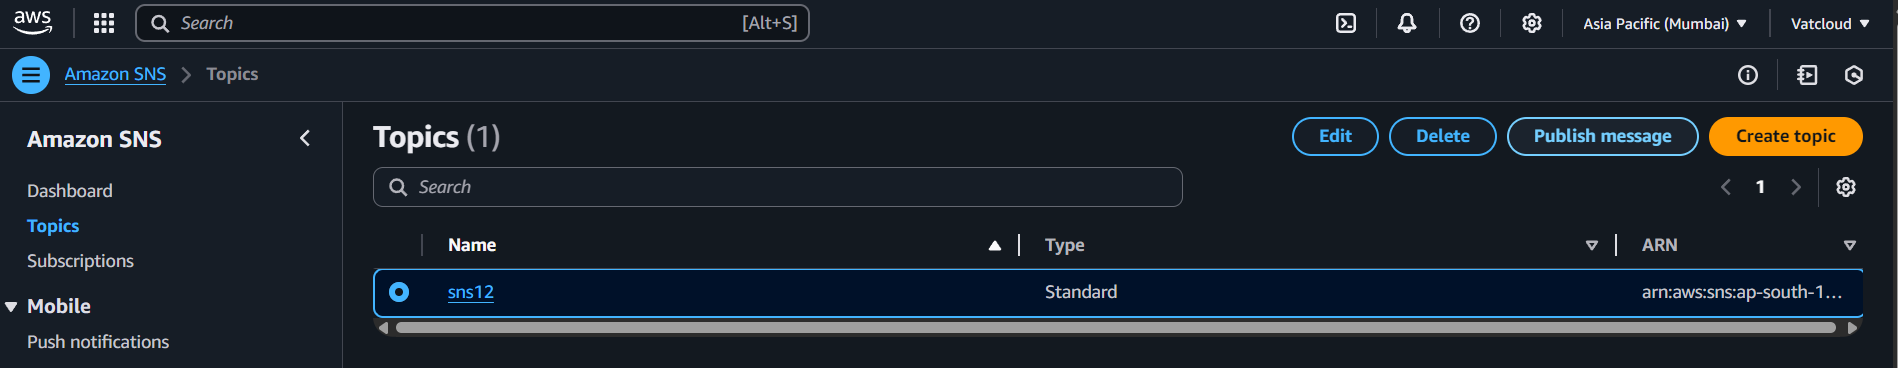 aws
Search [Alt+S]
Asia Pacific (Mumbai)
Vatcloud
Amazon SNS > Topics
Amazon SNS
Dashboard
Topics
Subscriptions
Mobile
Push notifications
Topics (1)
Edit
Delete
Publish message
Create topic
Search
1
Name Type ARN
sns12 Standard arn:aws:sns:ap-south-1...